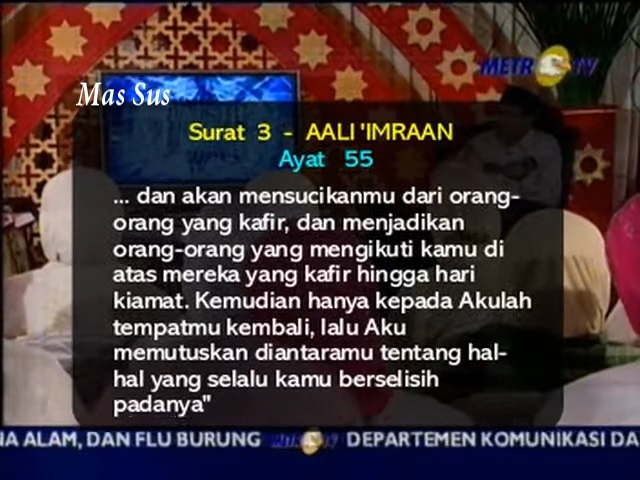 METRO TV
Mas Sus
Surat 3 - AALI 'IMRAAN
Ayat 55
... dan akan mensucikanmu dari orang-
orang yang kafir, dan menjadikan
orang-orang yang mengikuti kamu di
atas mereka yang kafir hingga hari
kiamat. Kemudian hanya kepada Akulah
tempatmu kembali, lalu Aku
memutuskan diantaramu tentang hal-
hal yang selalu kamu berselisih
padanya"
NA ALAM, DAN FLU BURUNG METRO TV DEPARTEMEN KOMUNIKASI DA